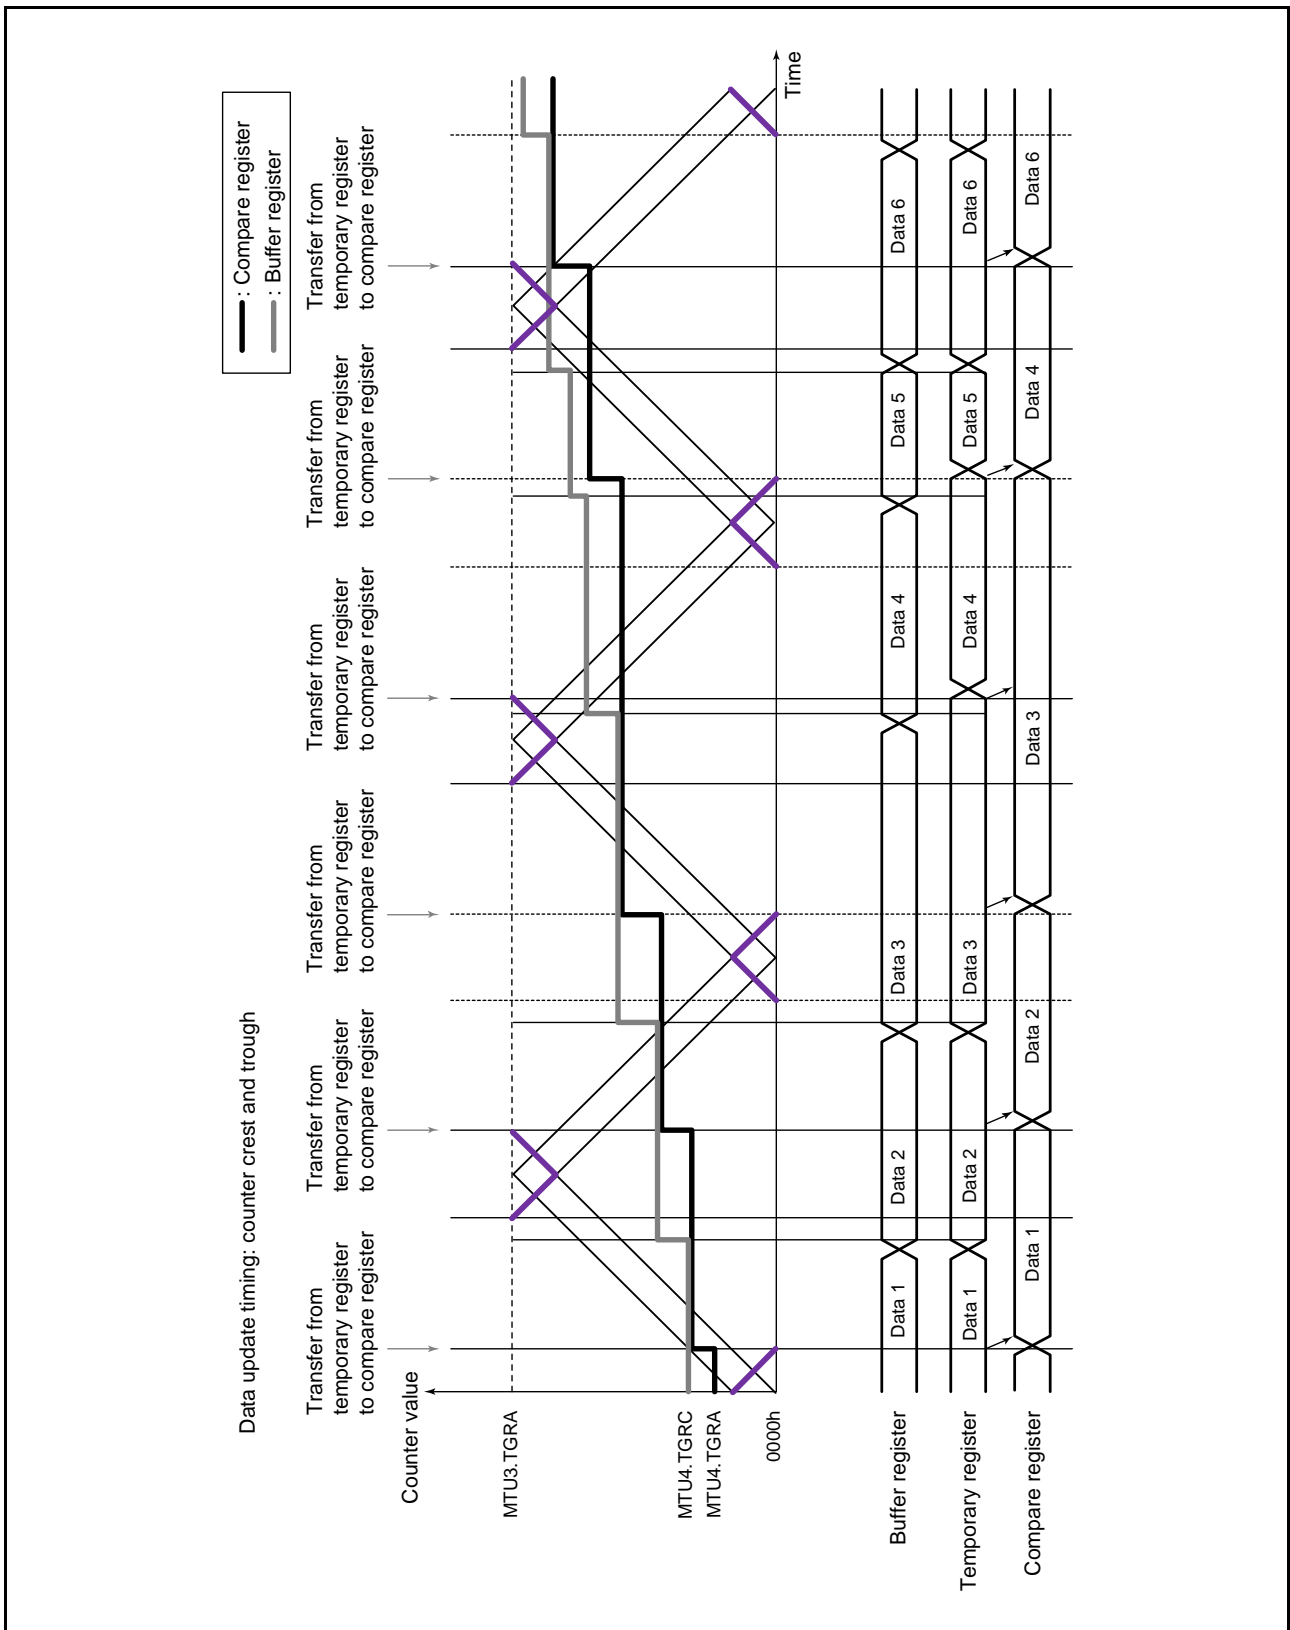 Data update timing: counter crest and trough
: Compare register
: Buffer register
Transfer from
temporary register
to compare register
Transfer from
temporary register
to compare register
Transfer from
temporary register
to compare register
Transfer from
temporary register
to compare register
Transfer from
temporary register
to compare register
Transfer from
temporary register
to compare register
Counter value
MTU3.TGRA
MTU4.TGRC
MTU4.TGRA
0000h
Time
Buffer register
Data 1
Data 2
Data 3
Data 4
Data 5
Data 6
Temporary register
Data 1
Data 2
Data 3
Data 4
Data 5
Data 6
Compare register
Data 1
Data 2
Data 3
Data 4
Data 6